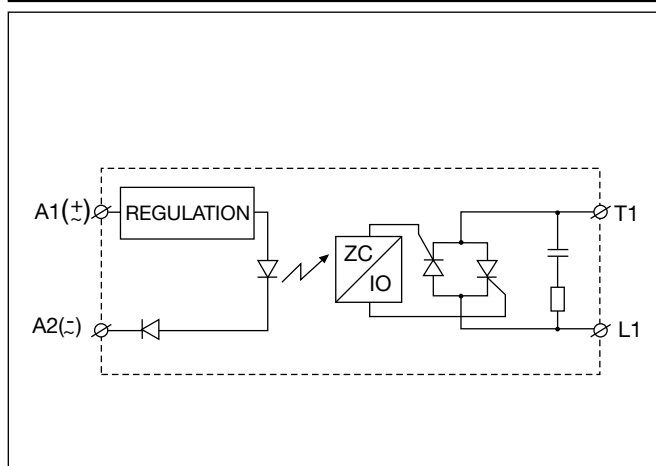 A1(±~)
REGULATION
ZC
IO
T1
A2(-~)
L1